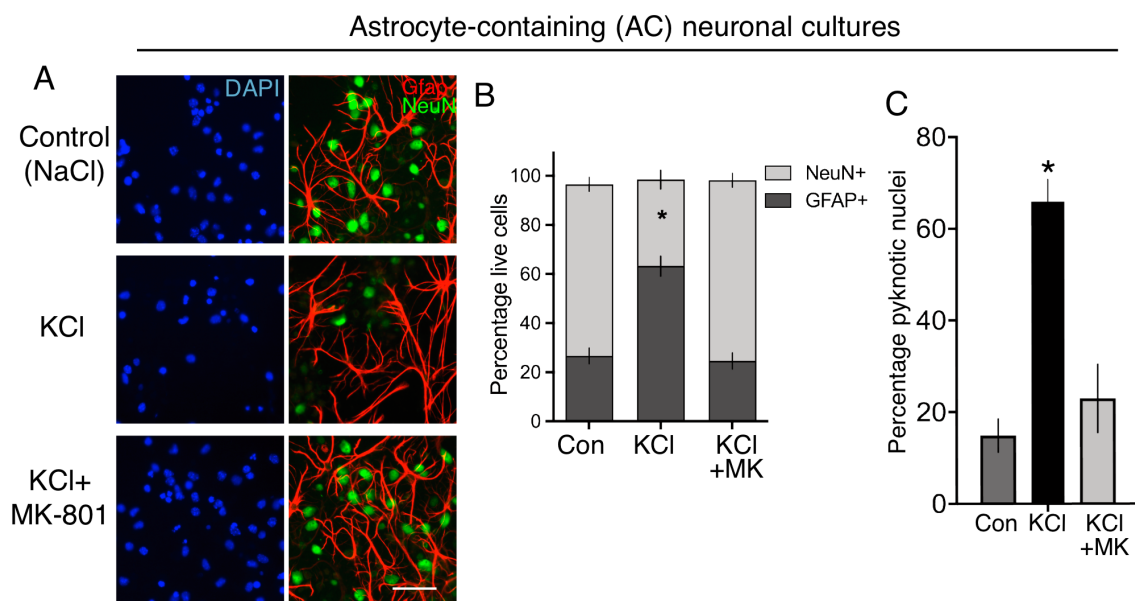 Astrocyte-containing (AC) neuronal cultures
A
Control
(NaCl)
DAPI
Gfap
NeuN
KCl
KCl+
MK-801
B
Percentage live cells
100
80
60
40
20
0
*
NeuN+
GFAP+
Con
KCl
KCl
+MK
C
Percentage pyknotic nuclei
80
60
40
20
0
*
Con
KCl
KCl
+MK